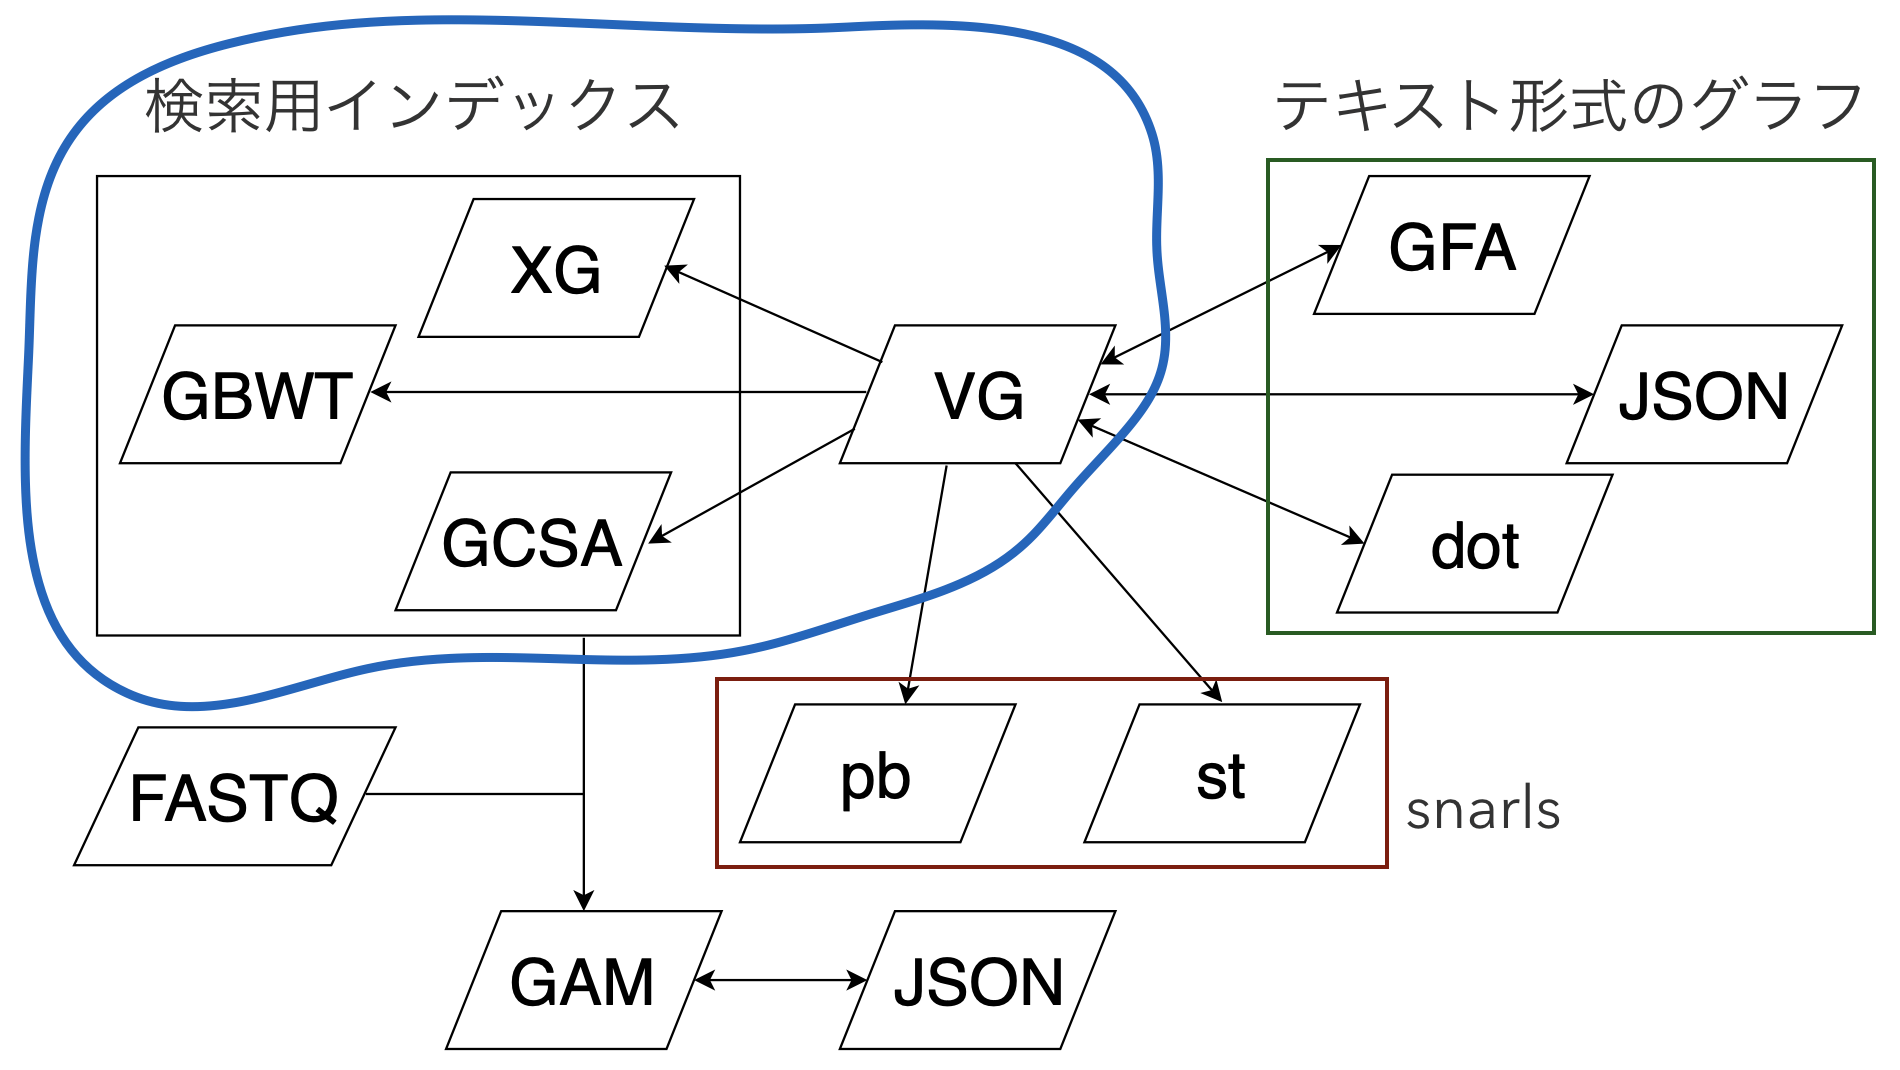 検索用インデックス
テキスト形式のグラフ
XG
GFA
GBWT
VG
JSON
GCSA
dot
pb
st
snarls
FASTQ
GAM
JSON